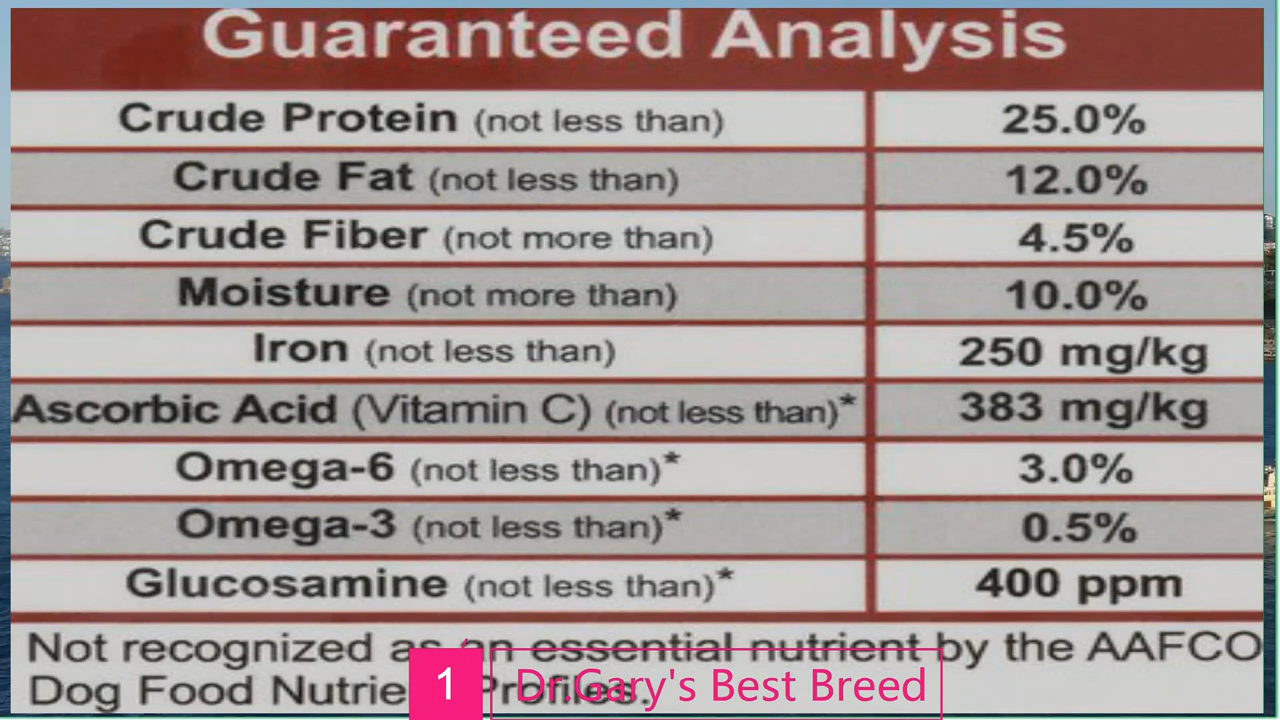 Guaranteed Analysis
Crude Protein (not less than) 25.0%
Crude Fat (not less than) 12.0%
Crude Fiber (not more than) 4.5%
Moisture (not more than) 10.0%
Iron (not less than) 250 mg/kg
Ascorbic Acid (Vitamin C) (not less than)* 383 mg/kg
Omega-6 (not less than)* 3.0%
Omega-3 (not less than)* 0.5%
Glucosamine (not less than)* 400 ppm
Not recognized as an essential nutrient by the AAFCO
Dog Food Profiles.
1 Dr.Gary's Best Breed